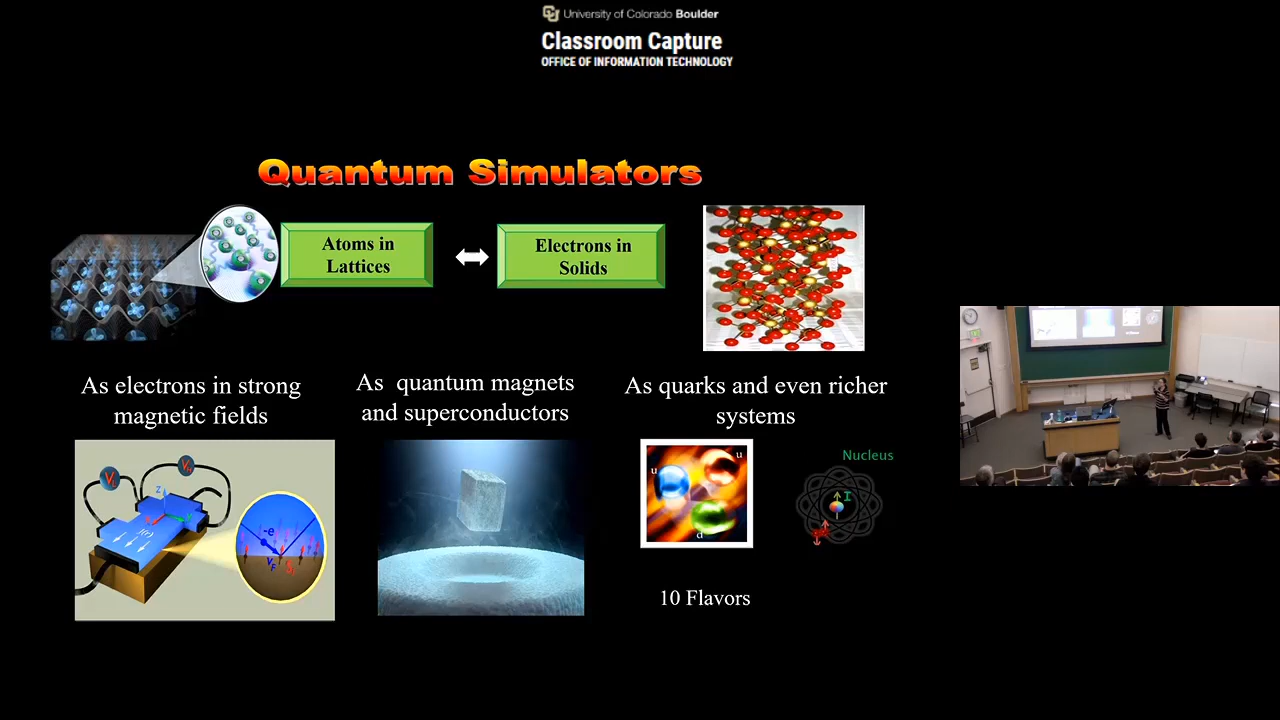 University of Colorado Boulder
Classroom Capture
OFFICE OF INFORMATION TECHNOLOGY
Quantum Simulators
Atoms in
Lattices
Electrons in
Solids
As electrons in strong
magnetic fields
As quantum magnets
and superconductors
As quarks and even richer
systems
Z
-e
u
u
d
Nucleus
I
10 Flavors